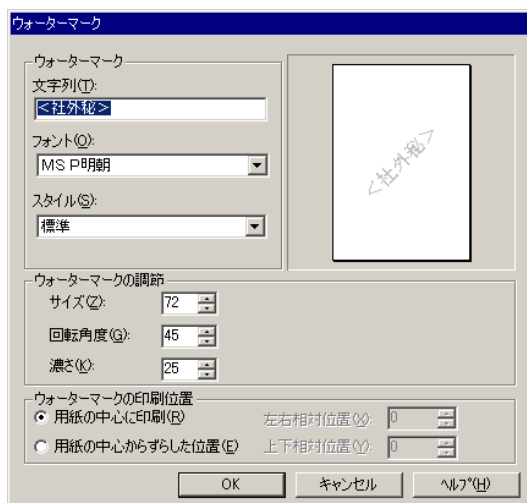 ウォーターマーク
ウォーターマーク
文字列(T):
<社外秘>
<社外秘>
フォント(O):
MS P明朝
スタイル(S):
標準
ウォーターマークの調節
サイズ(Z): 72
回転角度(G): 45
濃さ(K): 25
ウォーターマークの印刷位置
用紙の中心に印刷(R) 左右相対位置(X): 0
用紙の中心からずらした位置(E) 上下相対位置(Y): 0
OK キャンセル ヘルプ(H)